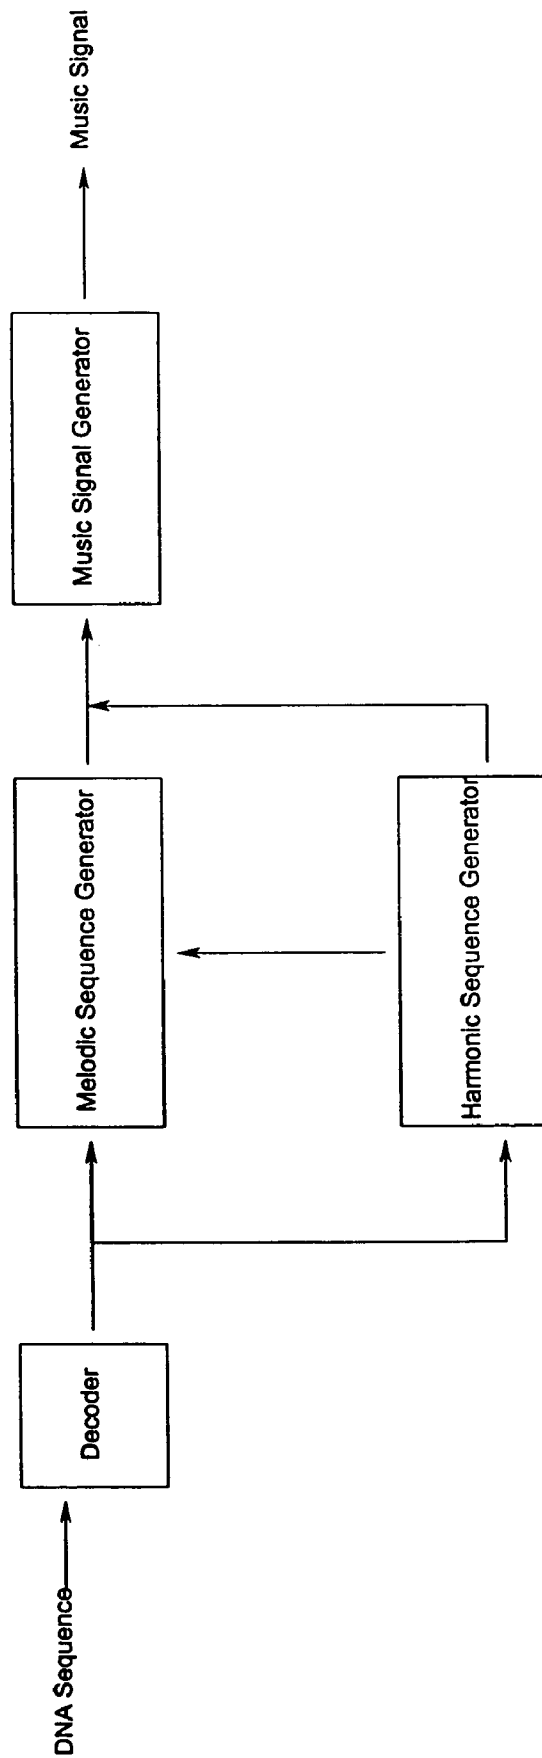 DNA Sequence
Decoder
Melodic Sequence Generator
Harmonic Sequence Generator
Music Signal Generator
Music Signal